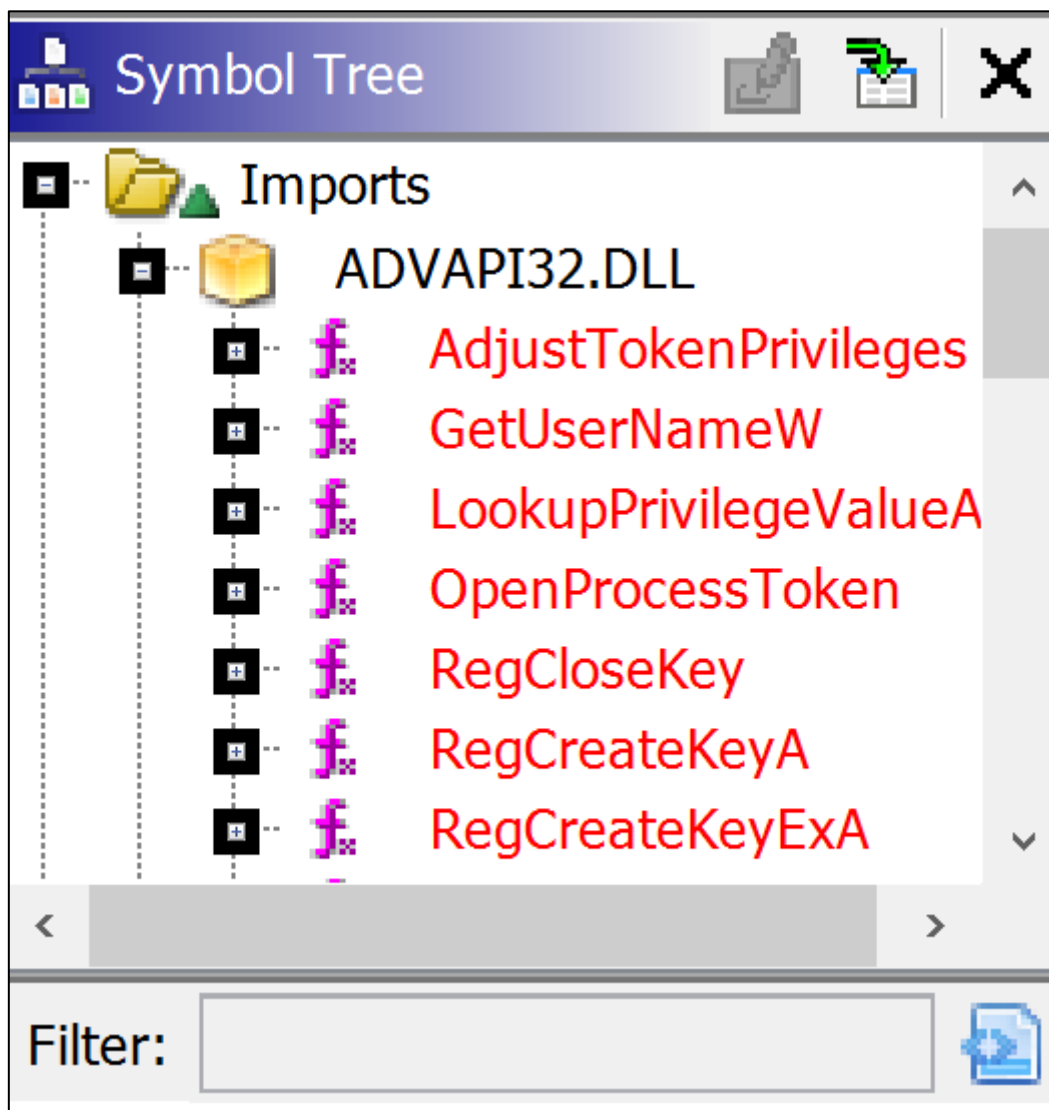 Symbol Tree
Imports
ADVAPI32.DLL
AdjustTokenPrivileges
GetUserNameW
LookupPrivilegeValueA
OpenProcessToken
RegCloseKey
RegCreateKeyA
RegCreateKeyExA
Filter: